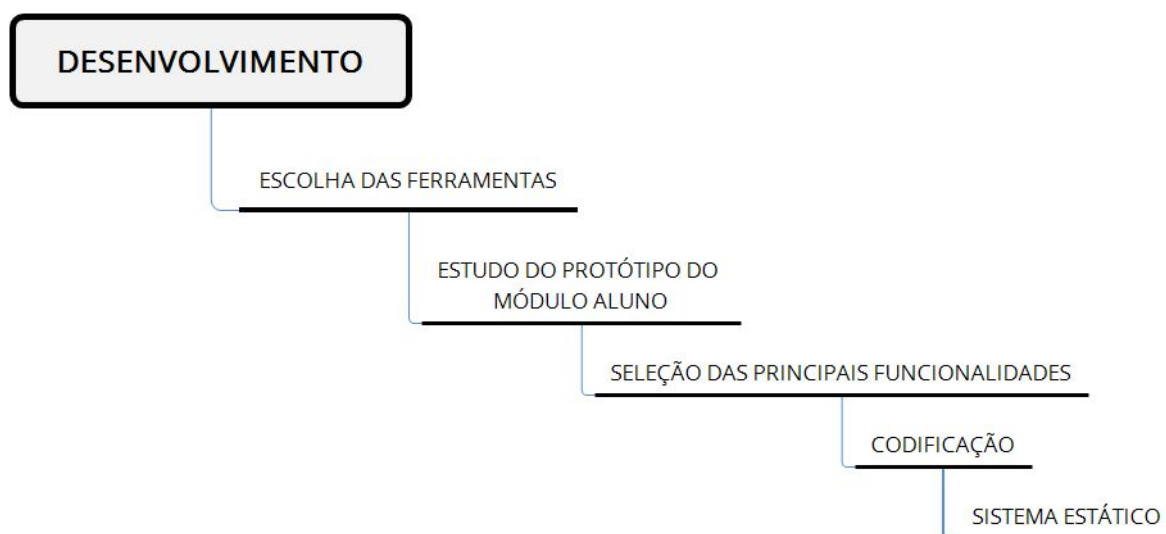 DESENVOLVIMENTO
ESCOLHA DAS FERRAMENTAS
ESTUDO DO PROTÓTIPO DO
MÓDULO ALUNO
SELEÇÃO DAS PRINCIPAIS FUNCIONALIDADES
CODIFICAÇÃO
SISTEMA ESTÁTICO